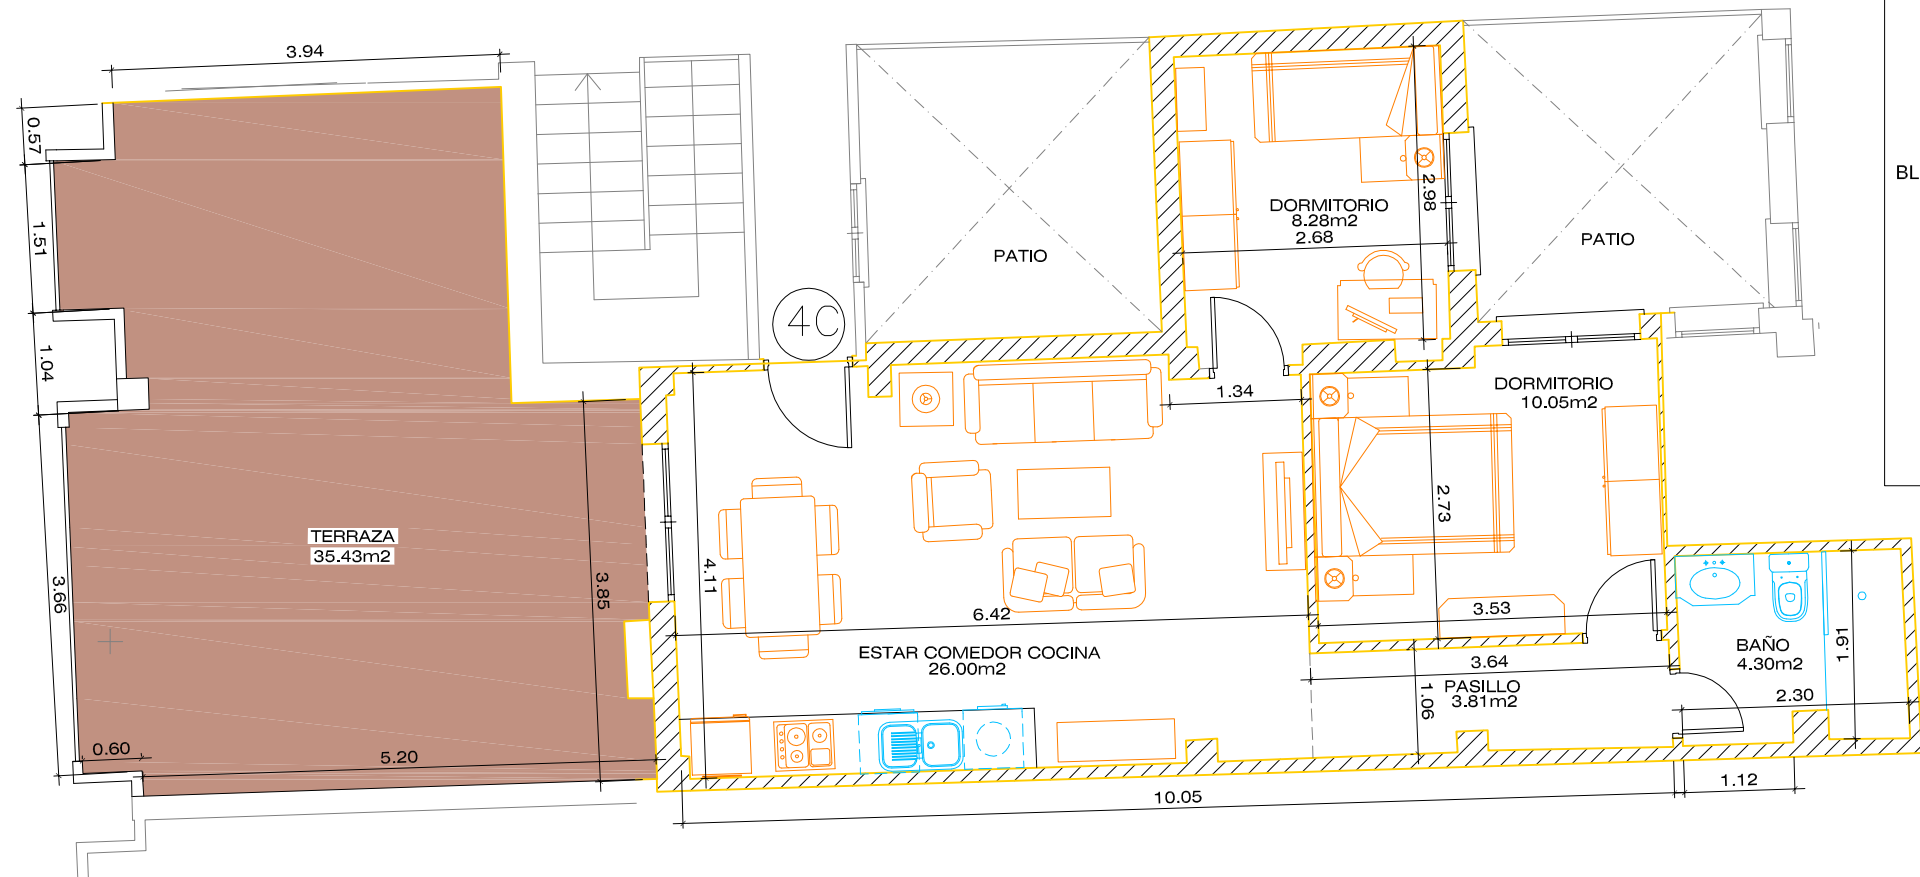 3.94
0.57
1.51
1.04
3.66
TERRAZA
35.43m2
3.85
0.60
5.20
4C
PATIO
DORMITORIO
8.28m2
2.68
2.98
PATIO
BL
1.34
DORMITORIO
10.05m2
2.73
4.11
6.42
3.53
ESTAR COMEDOR COCINA
26.00m2
3.64
PASILLO
3.81m2
1.06
BAÑO
4.30m2
1.91
2.30
10.05
1.12